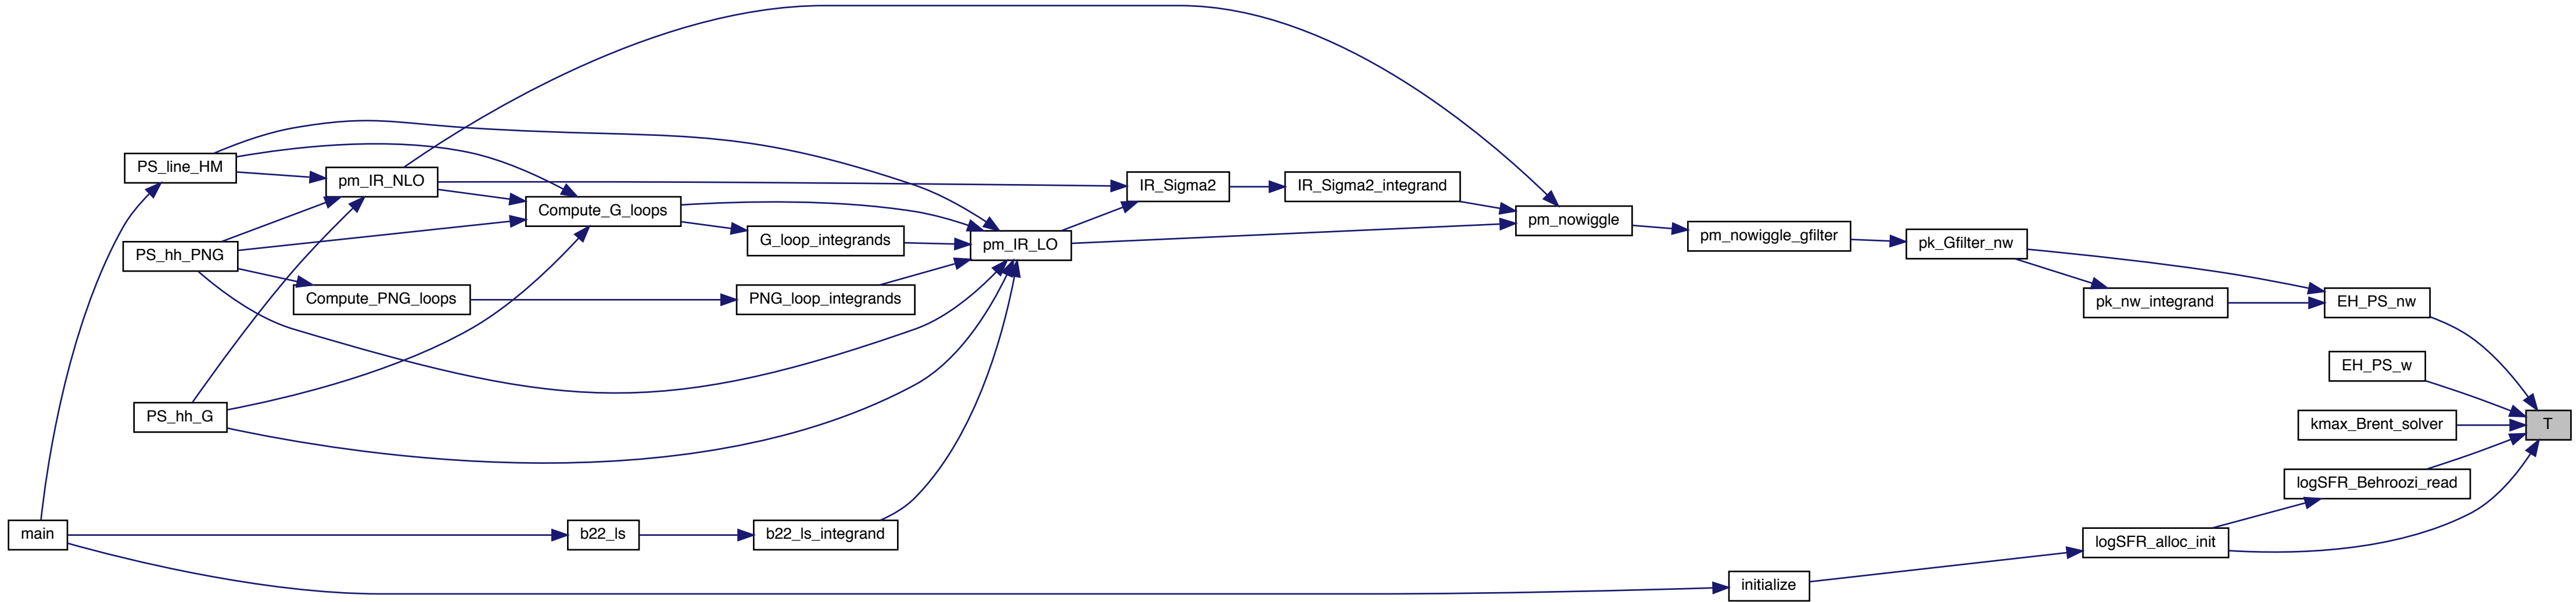 PS_line_HM
pm_IR_NLO
IR_Sigma2
IR_Sigma2_integrand
Compute_G_loops
pm_nowiggle
pm_nowiggle_gfilter
G_loop_integrands
pm_IR_LO
pk_Gfilter_nw
PS_hh_PNG
Compute_PNG_loops
PNG_loop_integrands
pk_nw_integrand
EH_PS_nw
EH_PS_w
PS_hh_G
kmax_Brent_solver
T
logSFR_Behroozi_read
main
b22_ls
b22_ls_integrand
logSFR_alloc_init
initialize